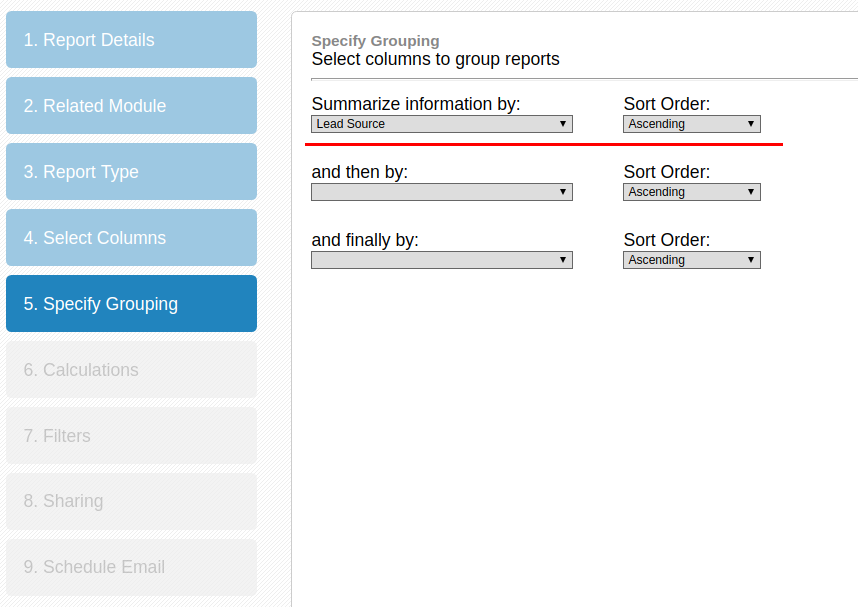 1. Report Details
2. Related Module
3. Report Type
4. Select Columns
5. Specify Grouping
6. Calculations
7. Filters
8. Sharing
9. Schedule Email
Specify Grouping
Select columns to group reports
Summarize information by: Sort Order:
Lead Source Ascending
and then by: Sort Order:
Ascending
and finally by: Sort Order:
Ascending